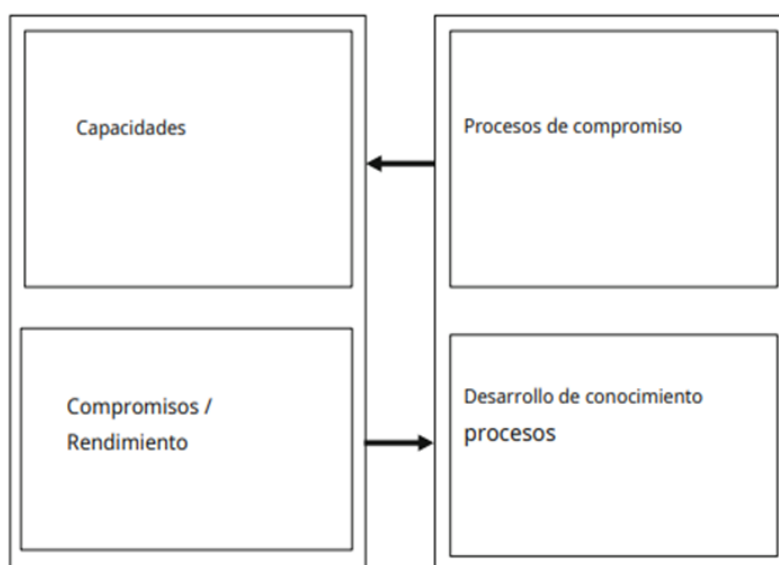 Capacidades
Procesos de compromiso
Compromisos /
Rendimiento
Desarrollo de conocimiento
procesos